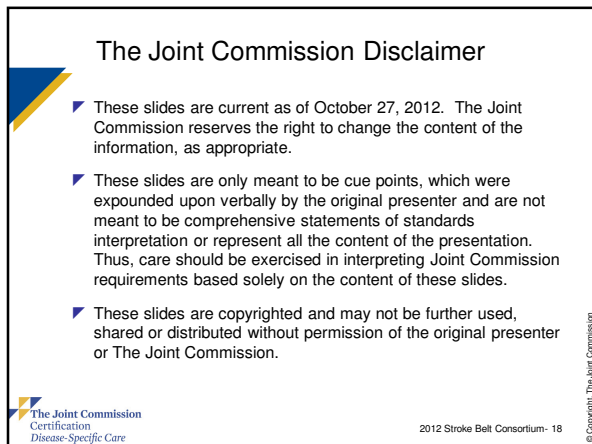 The Joint Commission Disclaimer
These slides are current as of October 27, 2012. The Joint
Commission reserves the right to change the content of the
information, as appropriate.
These slides are only meant to be cue points, which were
expounded upon verbally by the original presenter and are not
meant to be comprehensive statements of standards
interpretation or represent all the content of the presentation.
Thus, care should be exercised in interpreting Joint Commission
requirements based solely on the content of these slides.
These slides are copyrighted and may not be further used,
shared or distributed without permission of the original presenter
or The Joint Commission.
The Joint Commission
Certification
Disease-Specific Care
2012 Stroke Belt Consortium- 18
© Copyright, The Joint Commission